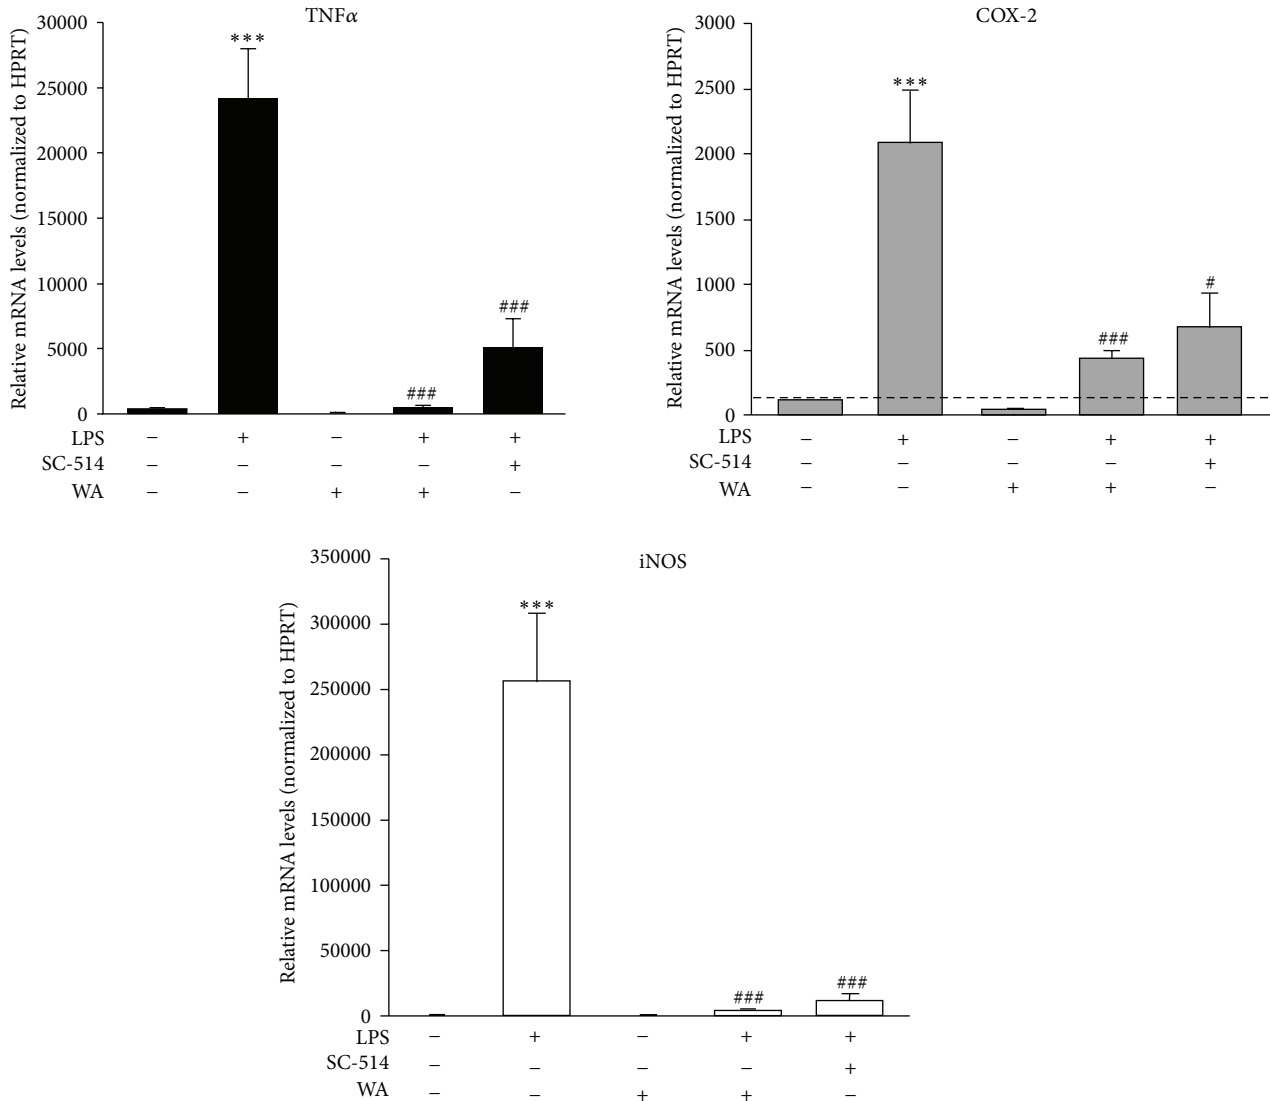 TNFα
Relative mRNA levels (normalized to HPRT)
30000
25000
20000
15000
10000
5000
0
***
###
###
LPS − + − + +
SC-514 − − − − +
WA − − + + −
COX-2
Relative mRNA levels (normalized to HPRT)
3000
2500
2000
1500
1000
500
0
***
###
#
LPS − + − + +
SC-514 − − − − +
WA − − + + −
iNOS
Relative mRNA levels (normalized to HPRT)
350000
300000
250000
200000
150000
100000
50000
0
***
###
###
LPS − + − + +
SC-514 − − − − +
WA − − + + −